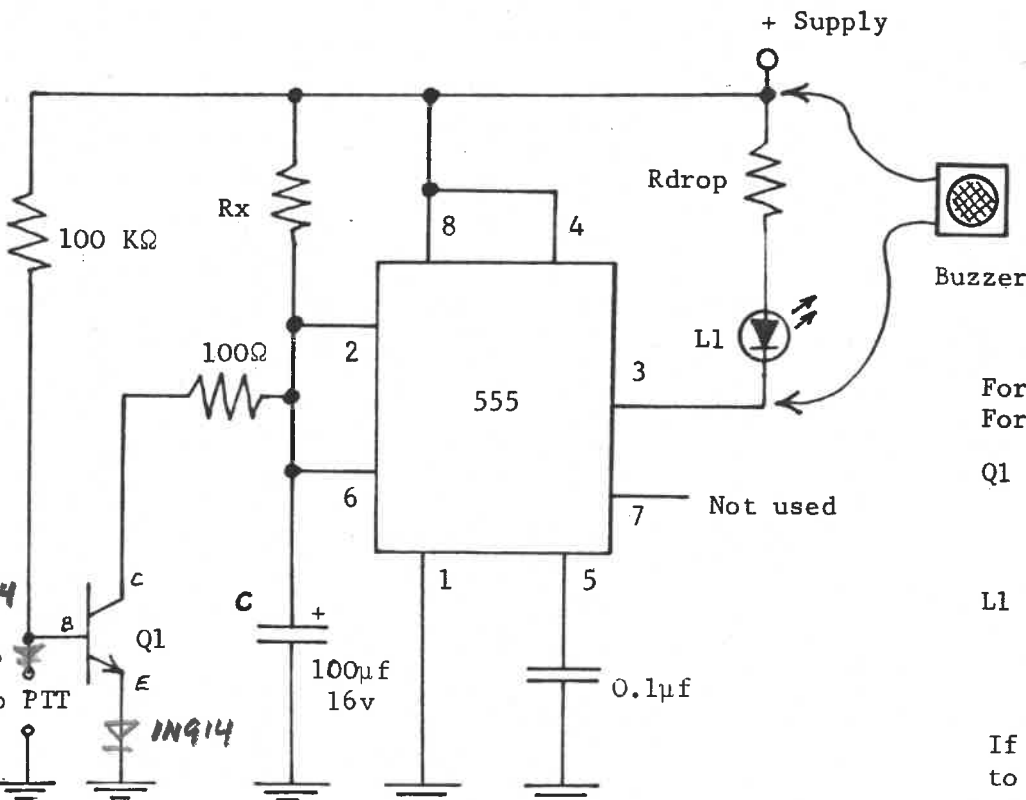 + Supply
Rdrop
Rx
100 KΩ
8
4
Buzzer
L1
100Ω
2
3
555
For
For
6
Q1
7
Not used
1
5
C
C
+
4
B
Q1
L1
E
100µf
16v
0.1µf
PTT
1N914
If
to